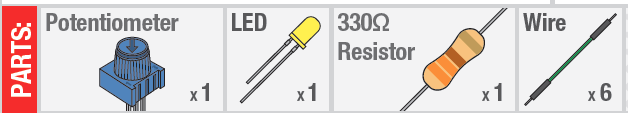 PARTS:
Potentiometer
x 1
LED
x 1
330Ω
Resistor
x 1
Wire
x 6